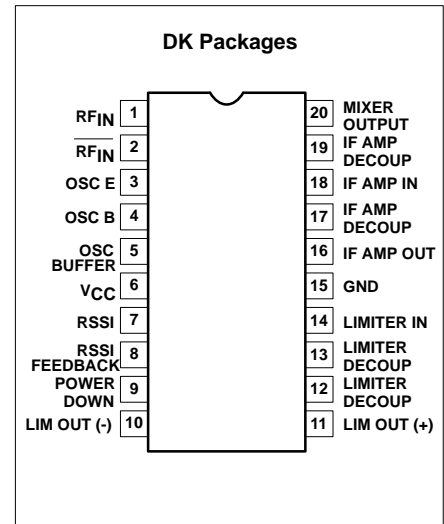 DK Packages
RFIN 1
RFIN 2
OSC E 3
OSC B 4
OSC
BUFFER 5
VCC 6
RSSI 7
RSSI
FEEDBACK 8
POWER
DOWN 9
LIM OUT (-) 10
20 MIXER
OUTPUT
19 IF AMP
DECOUP
18 IF AMP IN
17 IF AMP
DECOUP
16 IF AMP OUT
15 GND
14 LIMITER IN
13 LIMITER
DECOUP
12 LIMITER
DECOUP
11 LIM OUT (+)